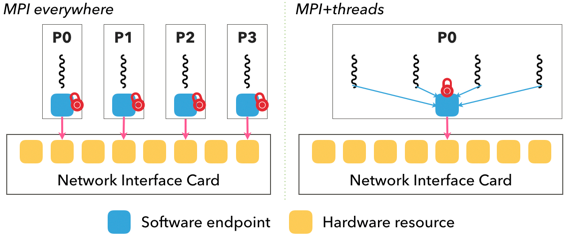 MPI everywhere
MPI+threads
P0
P1
P2
P3
P0
Network Interface Card
Network Interface Card
Software endpoint
Hardware resource